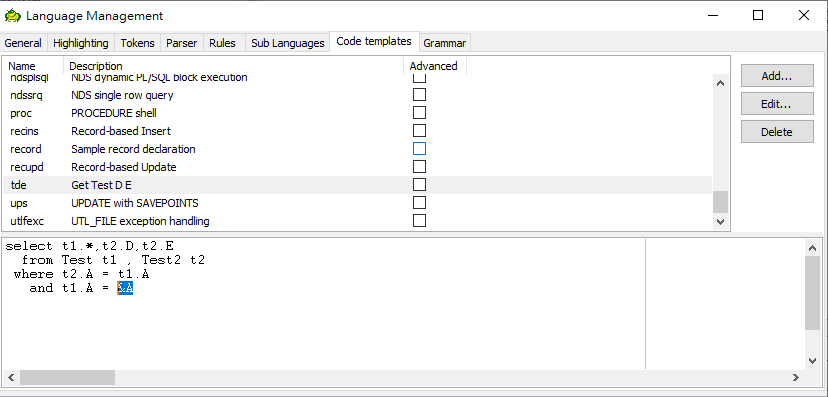 Language Management
General Highlighting Tokens Parser Rules Sub Languages Code templates Grammar
Name Description Advanced
ndsplsql NDS dynamic PL/SQL block execution
ndssrq NDS single row query
proc PROCEDURE shell
recins Record-based Insert
record Sample record declaration
recupd Record-based Update
tde Get Test D E
ups UPDATE with SAVEPOINTS
utlfexc UTL_FILE exception handling
Add...
Edit...
Delete
select t1.*,t2.D,t2.E
from Test t1 , Test2 t2
where t2.A = t1.A
and t1.A = &A